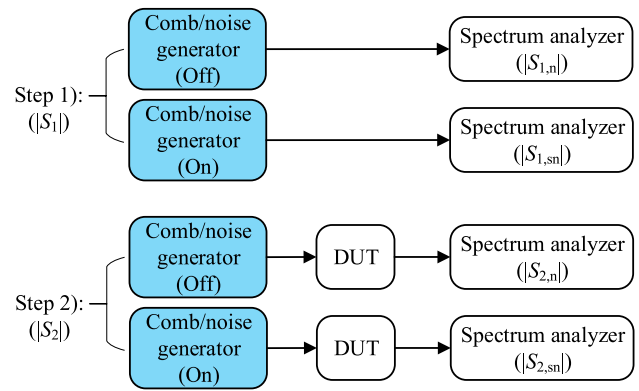 Step 1):
(|S₁|)
Comb/noise
generator
(Off)
Spectrum analyzer
(|S₁,ₙ|)
Comb/noise
generator
(On)
Spectrum analyzer
(|S₁,ₛₙ|)
Step 2):
(|S₂|)
Comb/noise
generator
(Off)
DUT
Spectrum analyzer
(|S₂,ₙ|)
Comb/noise
generator
(On)
DUT
Spectrum analyzer
(|S₂,ₛₙ|)